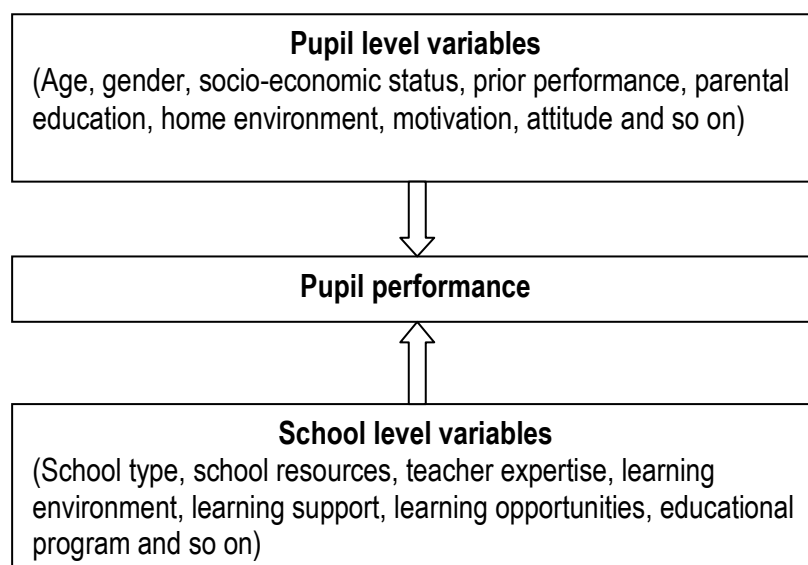 Pupil level variables
(Age, gender, socio-economic status, prior performance, parental
education, home environment, motivation, attitude and so on)
Pupil performance
School level variables
(School type, school resources, teacher expertise, learning
environment, learning support, learning opportunities, educational
program and so on)